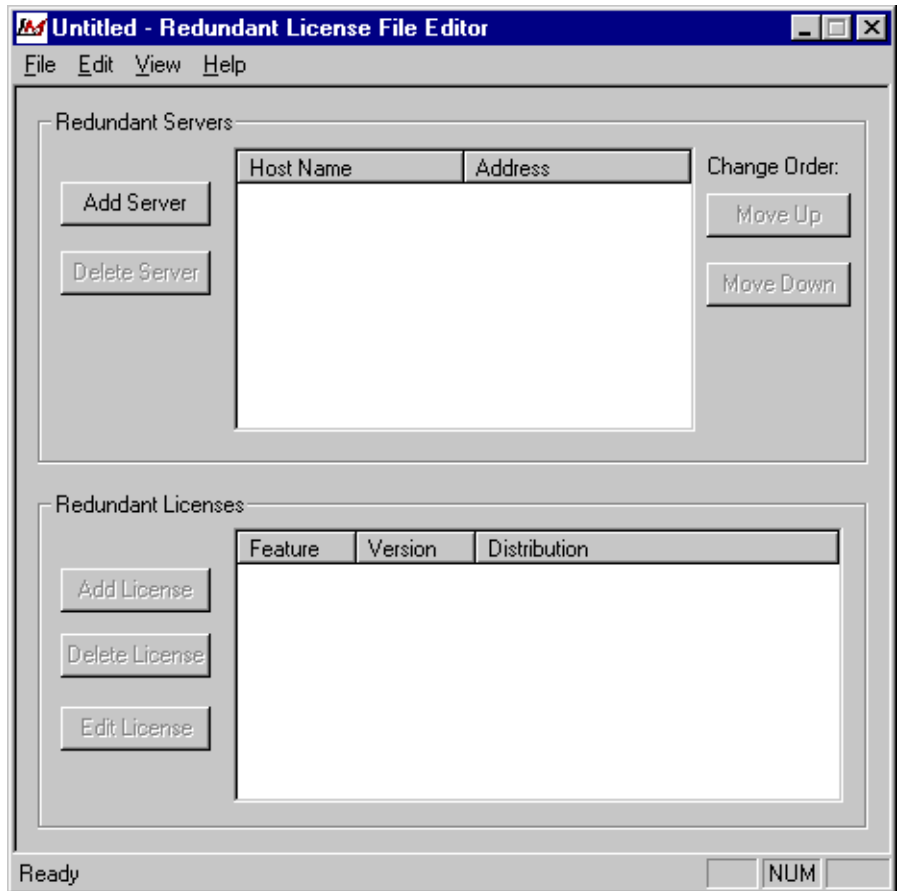 Untitled - Redundant License File Editor
File Edit View Help
Redundant Servers
Host Name Address
Change Order:
Add Server
Move Up
Delete Server
Move Down
Redundant Licenses
Feature Version Distribution
Add License
Delete License
Edit License
Ready
NUM